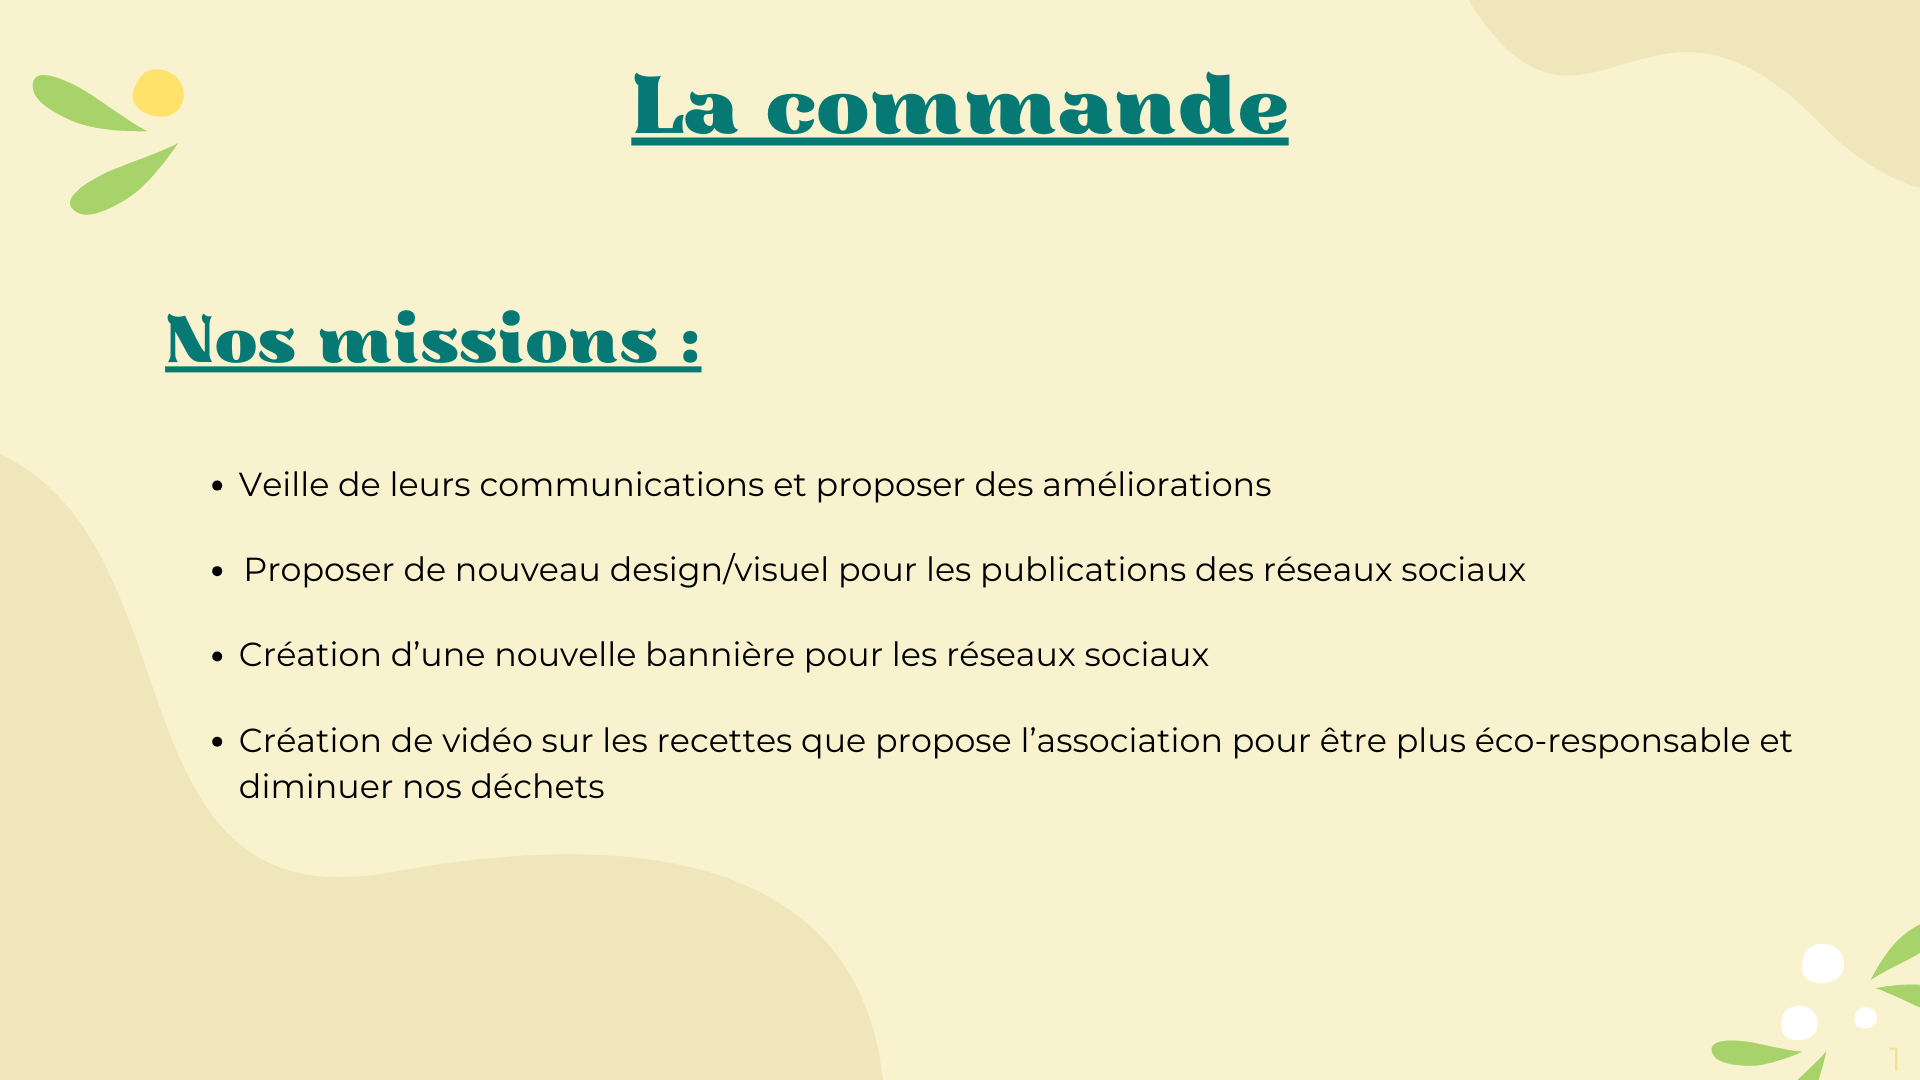 La commande
Nos missions :
• Veille de leurs communications et proposer des améliorations
• Proposer de nouveau design/visuel pour les publications des réseaux sociaux
• Création d’une nouvelle bannière pour les réseaux sociaux
• Création de vidéo sur les recettes que propose l’association pour être plus éco-responsable et
diminuer nos déchets
1